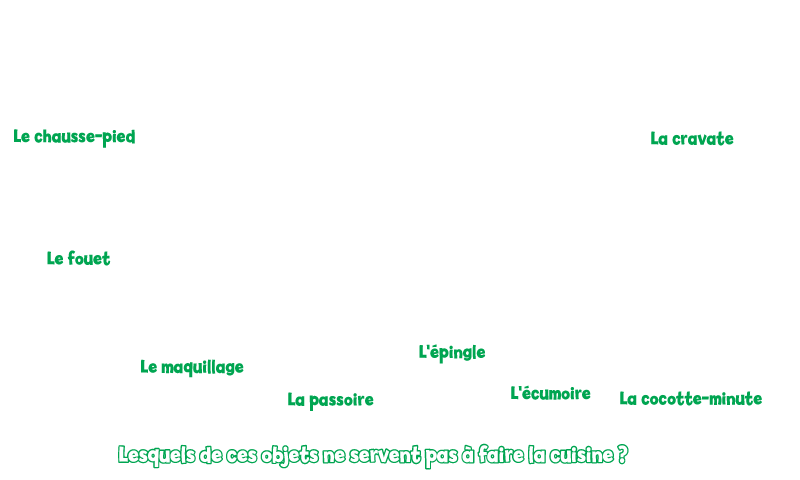 Le chausse-pied
La cravate
Le fouet
L'épingle
Le maquillage
L'écumoire
La cocotte-minute
La passoire
Lesquels de ces objets ne servent pas à faire la cuisine ?